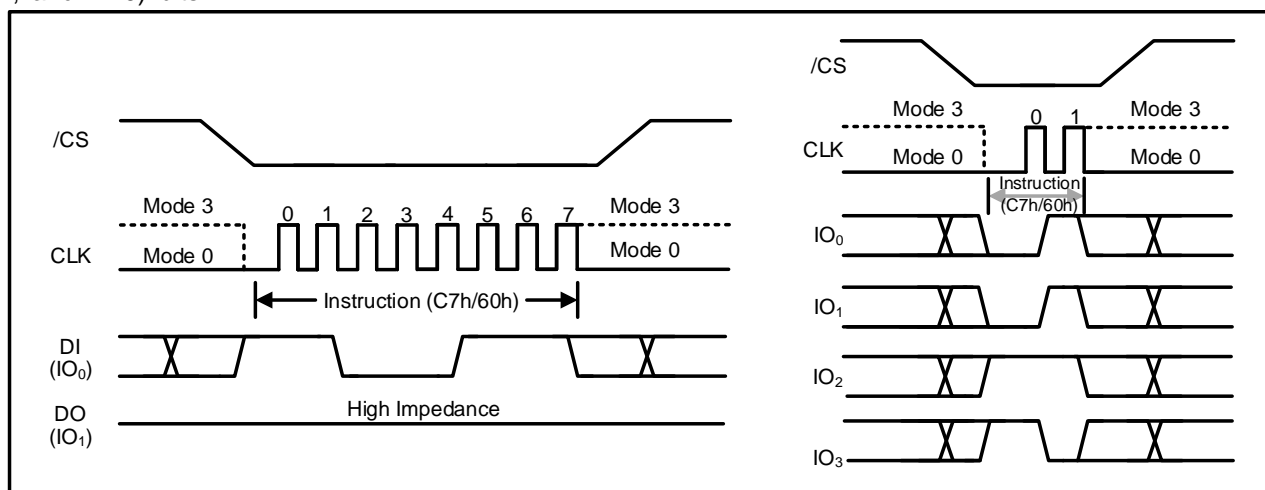 /CS
Mode 3
0 1 2 3 4 5 6 7
Mode 3
CLK
Mode 0
Mode 0
Instruction (C7h/60h)
DI
(IO0)
DO
(IO1)
High Impedance
/CS
Mode 3
0 1
Mode 3
CLK
Mode 0
Mode 0
Instruction
(C7h/60h)
IO0
IO1
IO2
IO3